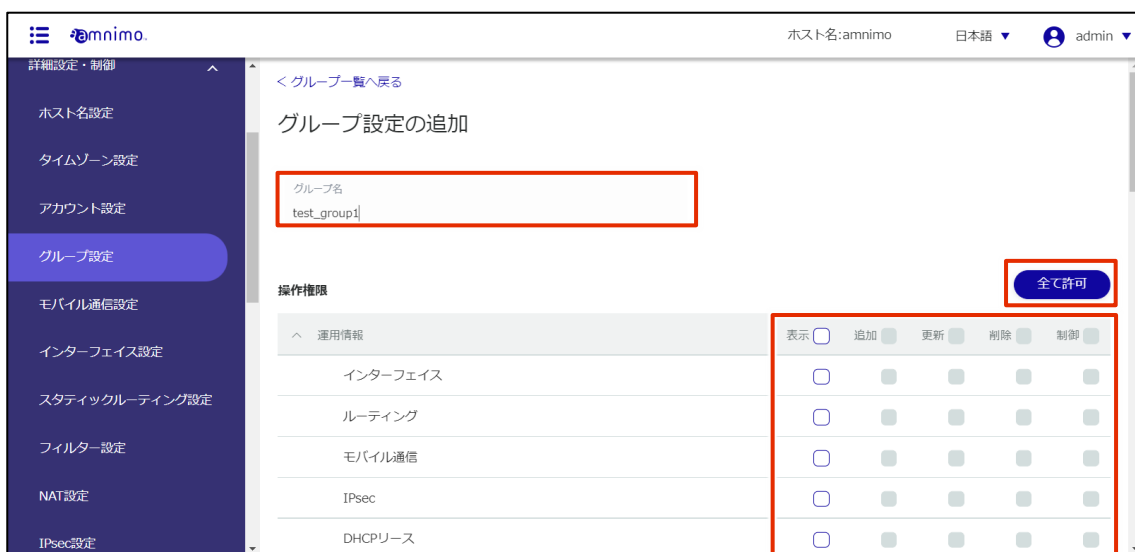 amnimo.
ホスト名:amnimo
日本語 ▼
admin ▼
詳細設定・制御
ホスト名設定
タイムゾーン設定
アカウント設定
グループ設定
モバイル通信設定
インターフェイス設定
スタティックルーティング設定
フィルター設定
NAT設定
IPsec設定
< グループ一覧へ戻る
グループ設定の追加
グループ名
test_group1
全て許可
操作権限
運用情報 表示 追加 更新 削除 制御
インターフェイス
ルーティング
モバイル通信
IPsec
DHCPリース